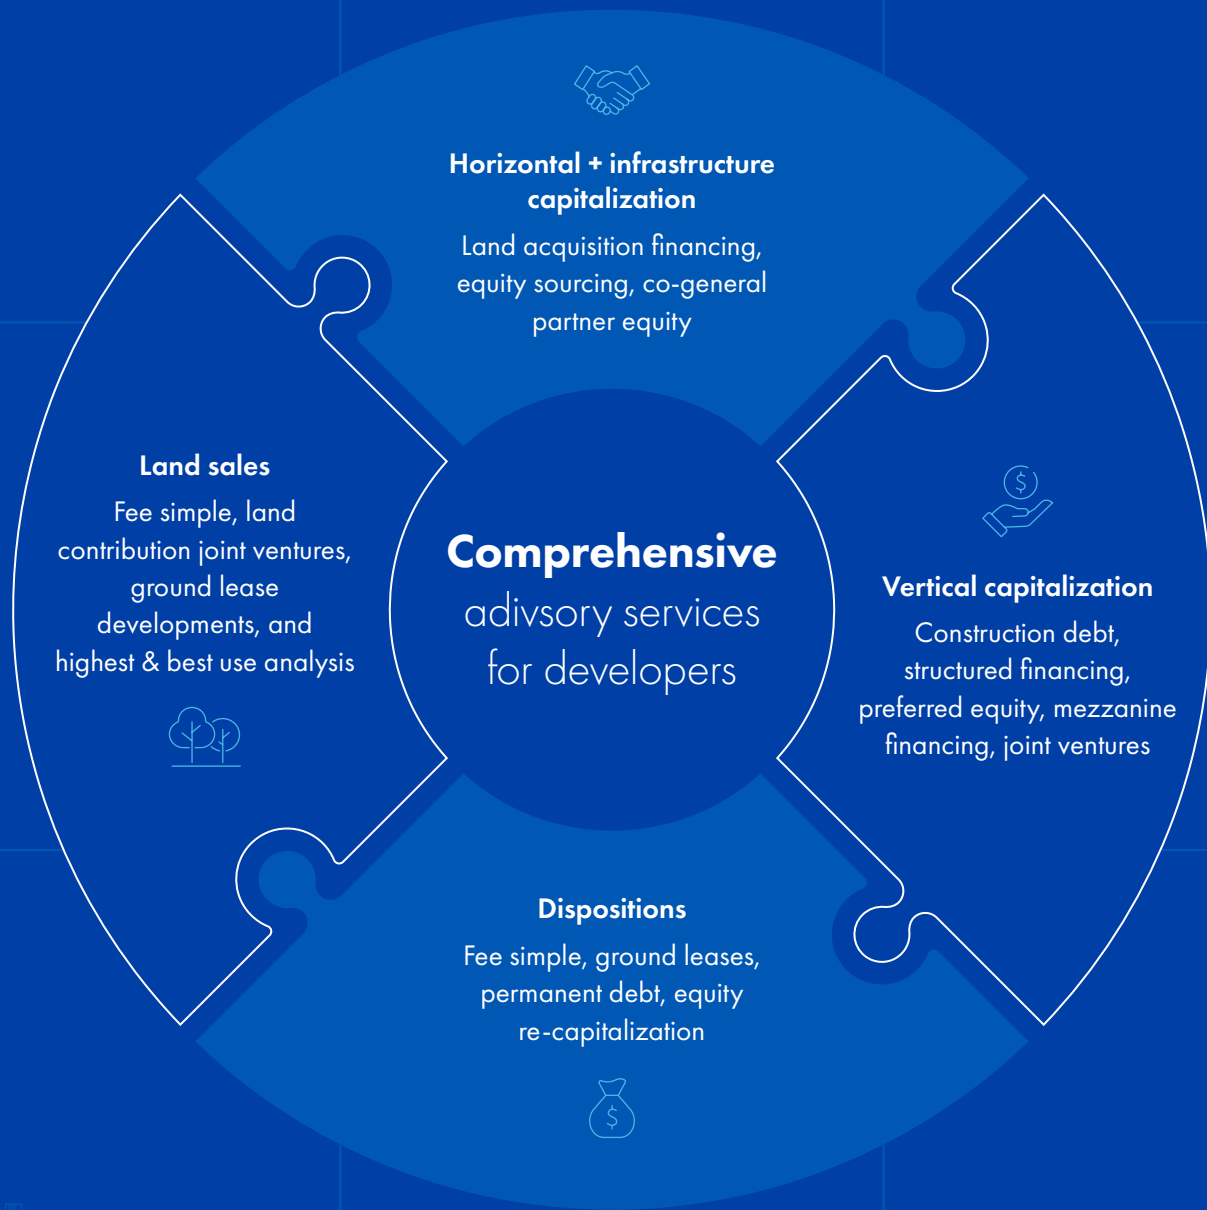 Horizontal + infrastructure
capitalization
Land acquisition financing,
equity sourcing, co-general
partner equity
Land sales
Fee simple, land
contribution joint ventures,
ground lease
developments, and
highest & best use analysis
Comprehensive
adivsory services
for developers
Vertical capitalization
Construction debt,
structured financing,
preferred equity, mezzanine
financing, joint ventures
Dispositions
Fee simple, ground leases,
permanent debt, equity
re-capitalization